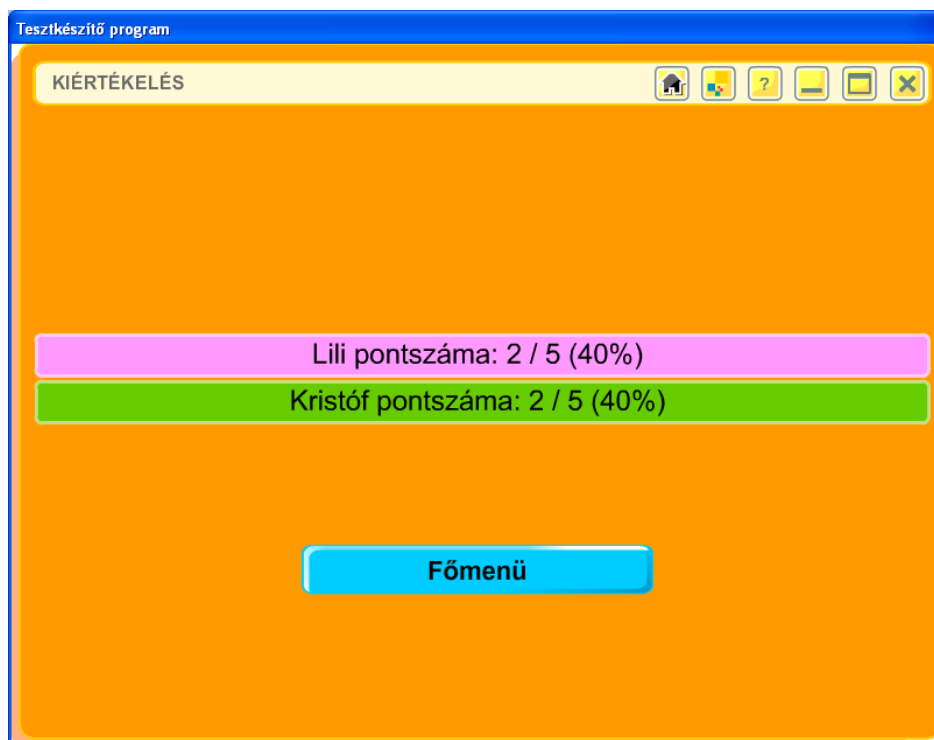 Tesztkészítő program
KIÉRTÉKELÉS
?
Lili pontszáma: 2 / 5 (40%)
Kristóf pontszáma: 2 / 5 (40%)
Főmenü